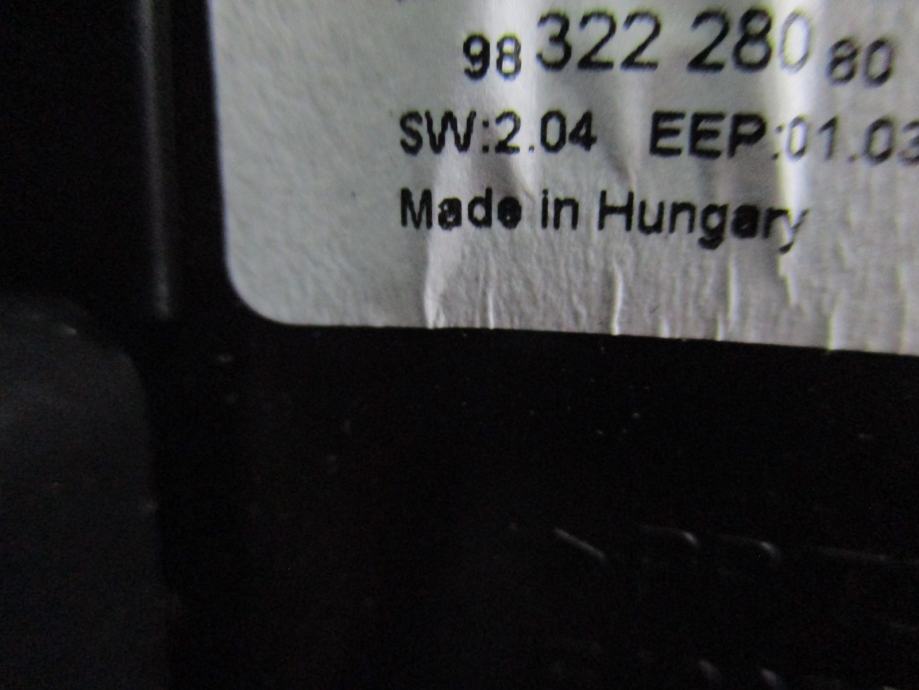 98 322 280 80
SW:2.04 EEP:01.03
Made in Hungary